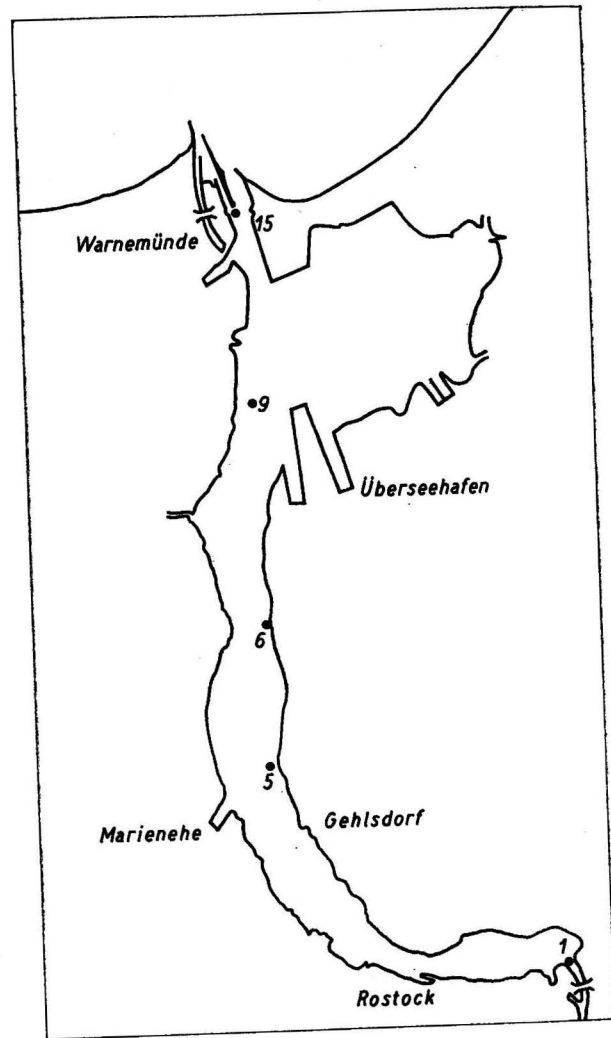 15
Warnemünde
9
Überseehafen
6
5
Gehlsdorf
Marienehe
1
Rostock